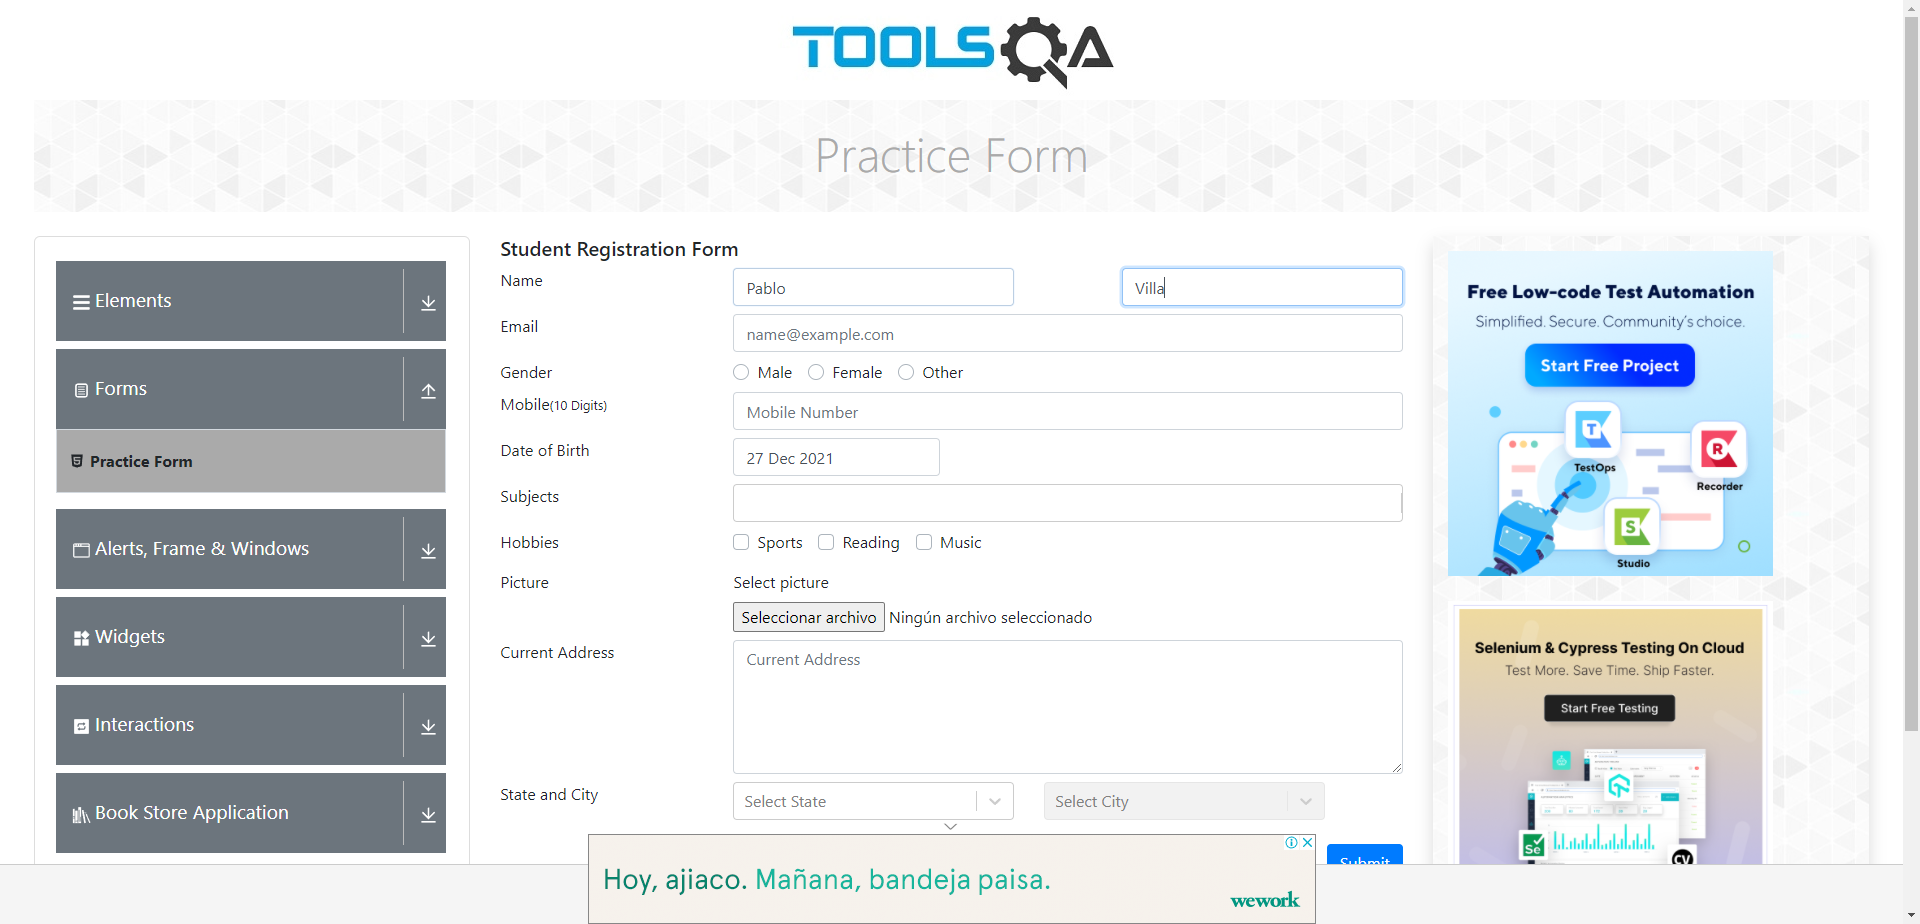 TOOLSQA
Practice Form
Elements
Forms
Practice Form
Alerts, Frame & Windows
Widgets
Interactions
Book Store Application
Student Registration Form
Name
Pablo
Villa
Email
name@example.com
Gender
Male
Female
Other
Mobile(10 Digits)
Mobile Number
Date of Birth
27 Dec 2021
Subjects
Hobbies
Sports
Reading
Music
Picture
Select picture
Seleccionar archivo Ningún archivo seleccionado
Current Address
Current Address
State and City
Select State
Select City
Submit
Free Low-code Test Automation
Simplified. Secure. Community's choice.
Start Free Project
T
TestOps
R
Recorder
S
Studio
Selenium & Cypress Testing On Cloud
Test More. Save Time. Ship Faster.
Start Free Testing
Se
CV
Hoy, ajiaco. Mañana, bandeja paisa.
wework